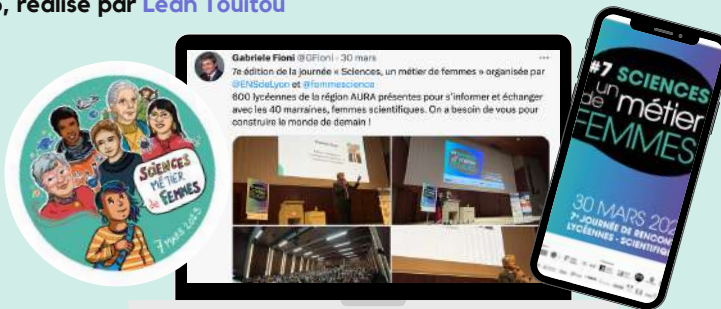 , réalisé par Léah Touitou
Gabriele Fioni @GFioni · 30 mars
7e édition de la journée « Sciences, un métier de femmes » organisée par
@ENSdeLyon et @femmescience
600 lycéennes de la région AURA présentes pour s'informer et échanger
avec les 40 marraines, femmes scientifiques. On a besoin de vous pour
construire le monde de demain !
SCIENCES
MÉTIER
de FEMMES
7 MARS 2023
#7 SCIENCES
un
de métier
FEMMES
30 MARS
7e JOURNÉE DE
LYCÉENNES -